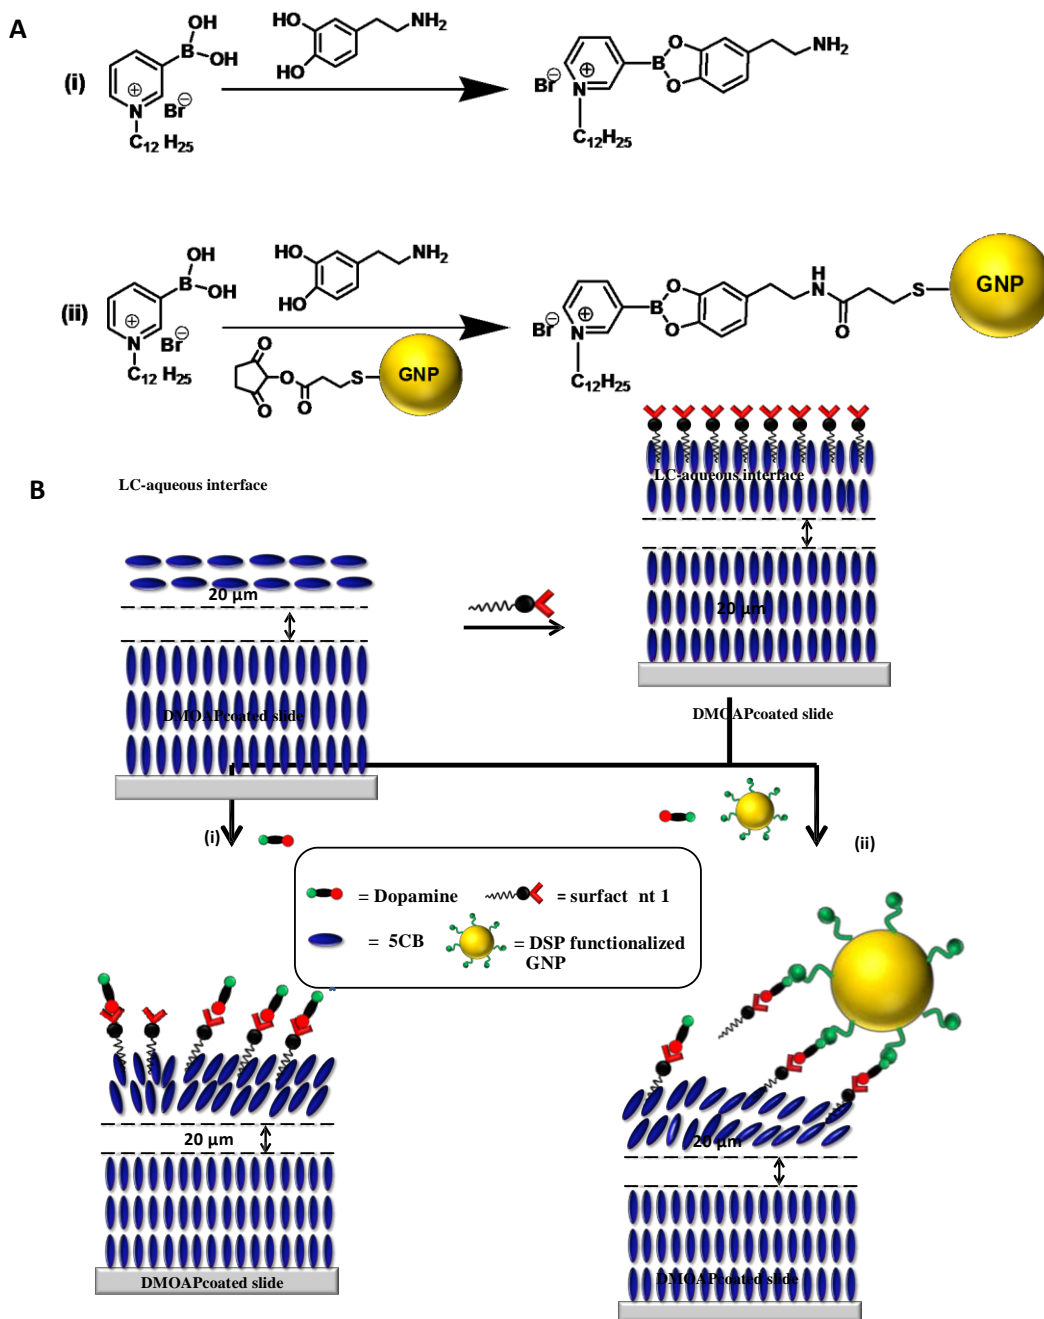 A
OH
B
OH
(i)
N
Br
C12 H25
HO
HO
NH2
Br
N
B
O
O
NH2
C12H25
OH
B
OH
(ii)
N
Br
C12 H25
HO
HO
NH2
O
O
O
O
S
GNP
Br
N
B
O
O
H
N
O
S
GNP
C12H25
B
LC-aqueous interface
LC-aqueous interface
20 µm
20 µm
DMOAPcoated slide
DMOAPcoated slide
(i)
(ii)
= Dopamine
= surfact nt 1
= 5CB
= DSP functionalized
GNP
20 µm
20 µm
DMOAPcoated slide
DMOAPcoated slide